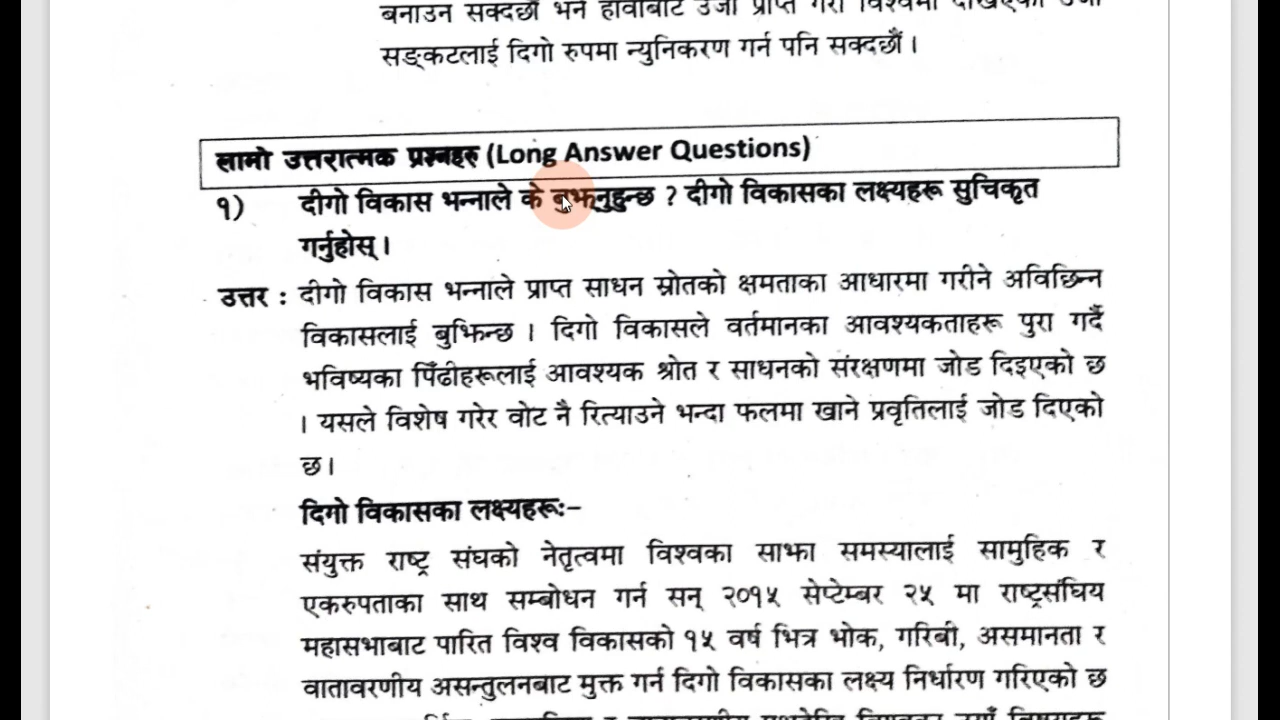 बनाउन सक्दछौं भने हावाबाट उर्जा प्राप्त गरी विश्वमा देखिएको उर्जा
सङ्कटलाई दिगो रुपमा न्युनिकरण गर्न पनि सक्दछौं ।
लामो उत्तरात्मक प्रश्नहरु (Long Answer Questions)
१) दीगो विकास भन्नाले के बुझ्नुहुन्छ ? दीगो विकासका लक्ष्यहरू सुचिकृत
गर्नुहोस् ।
उत्तर : दीगो विकास भन्नाले प्राप्त साधन स्रोतको क्षमताका आधारमा गरीने अविछिन्न
विकासलाई बुझिन्छ । दिगो विकासले वर्तमानका आवश्यकताहरू पुरा गर्दै
भविष्यका पिँढीहरूलाई आवश्यक श्रोत र साधनको संरक्षणमा जोड दिइएको छ
। यसले विशेष गरेर वोट नै रित्याउने भन्दा फलमा खाने प्रवृतिलाई जोड दिएको
छ ।
दिगो विकासका लक्ष्यहरूः–
संयुक्त राष्ट्र संघको नेतृत्वमा विश्वका साझा समस्यालाई सामुहिक र
एकरुपताका साथ सम्बोधन गर्न सन् २०१५ सेप्टेम्बर २५ मा राष्ट्रसंघिय
महासभाबाट पारित विश्व विकासको १५ वर्ष भित्र भोक, गरिबी, असमानता र
वातावरणीय असन्तुलनबाट मुक्त गर्न दिगो विकासका लक्ष्य निर्धारण गरिएको छ